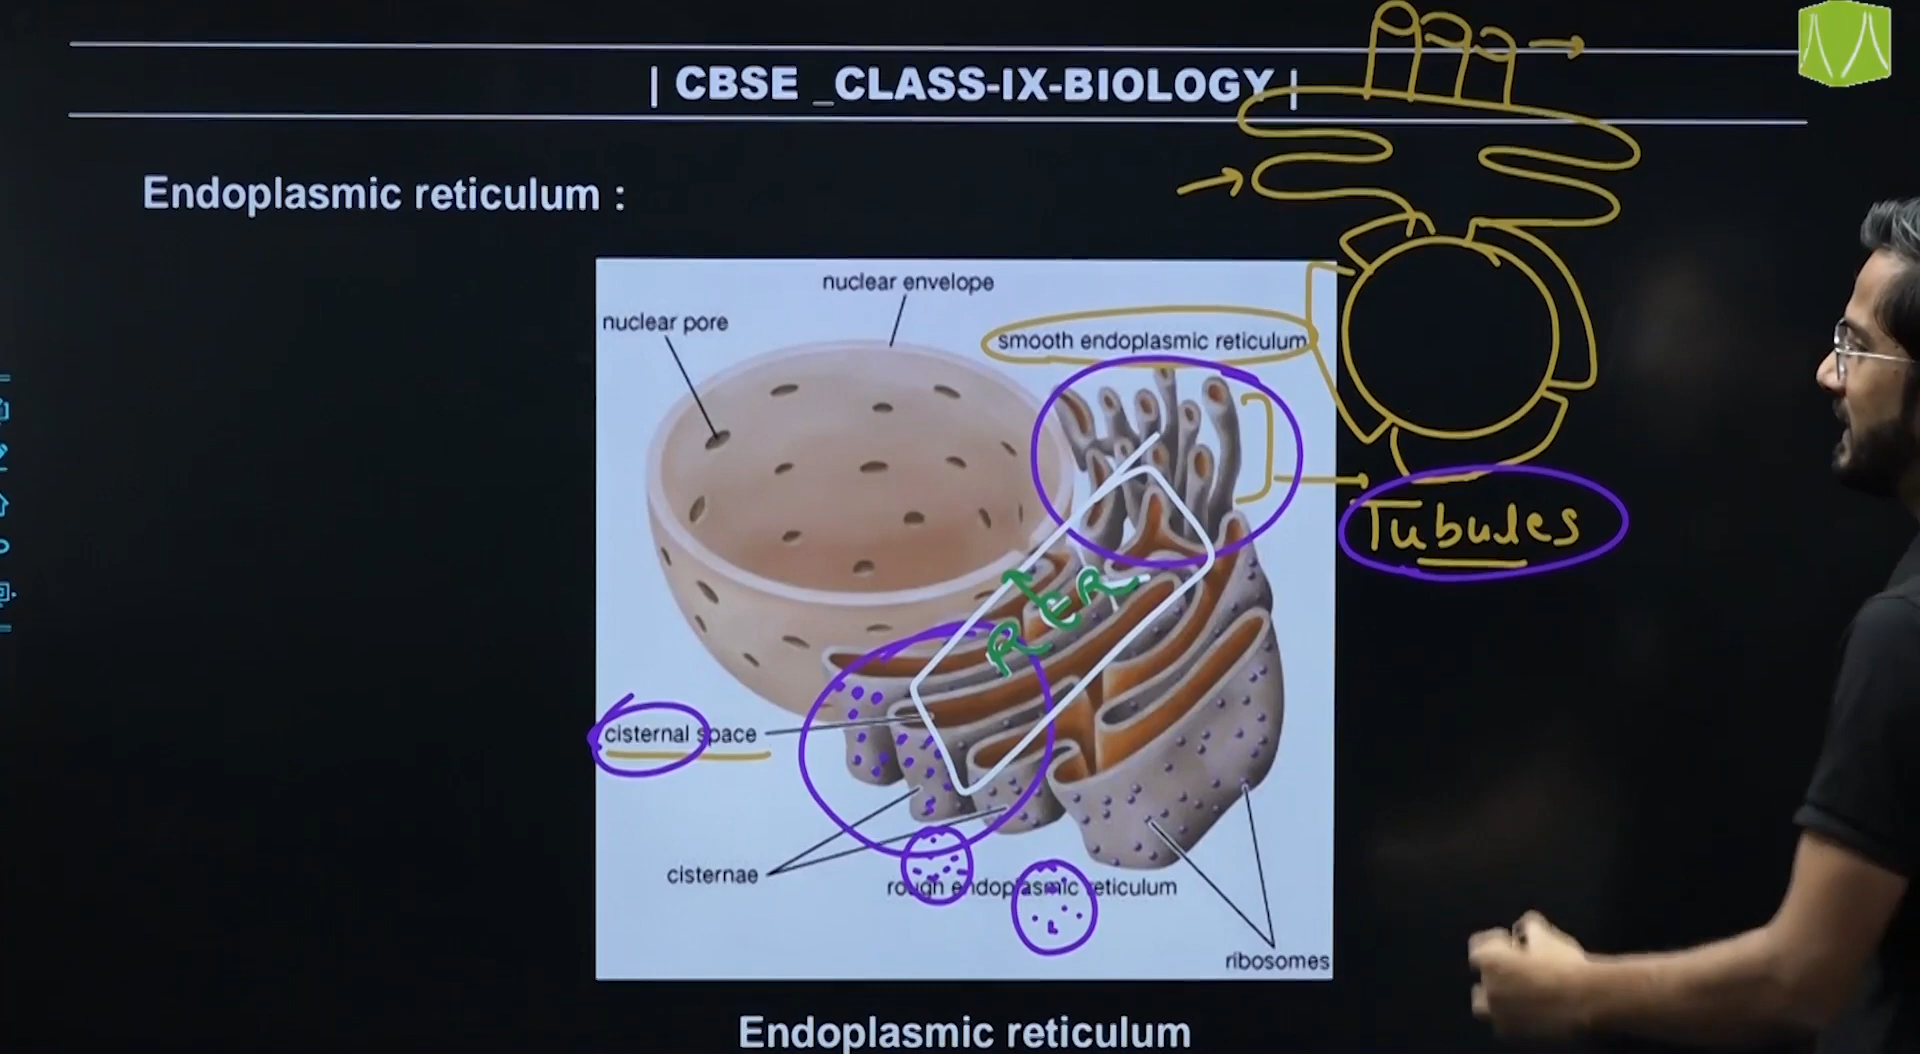 | CBSE _CLASS-IX-BIOLOGY |
Endoplasmic reticulum :
nuclear envelope
nuclear pore
smooth endoplasmic reticulum
Tubules
RER
cisternal space
cisternae
rough endoplasmic reticulum
ribosomes
Endoplasmic reticulum